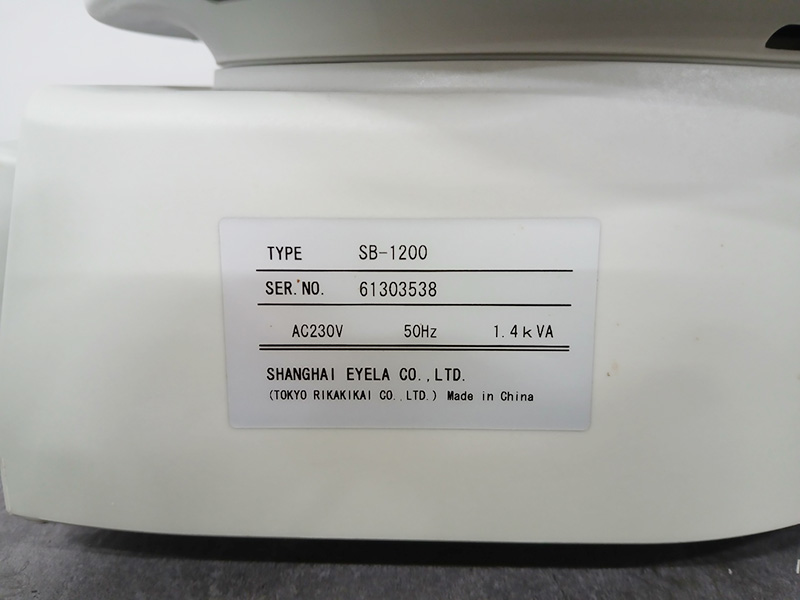 TYPE SB-1200
SER.NO. 61303538
AC230V 50Hz 1.4kVA
SHANGHAI EYELA CO.,LTD.
(TOKYO RIKAKIKAI CO.,LTD.) Made in China